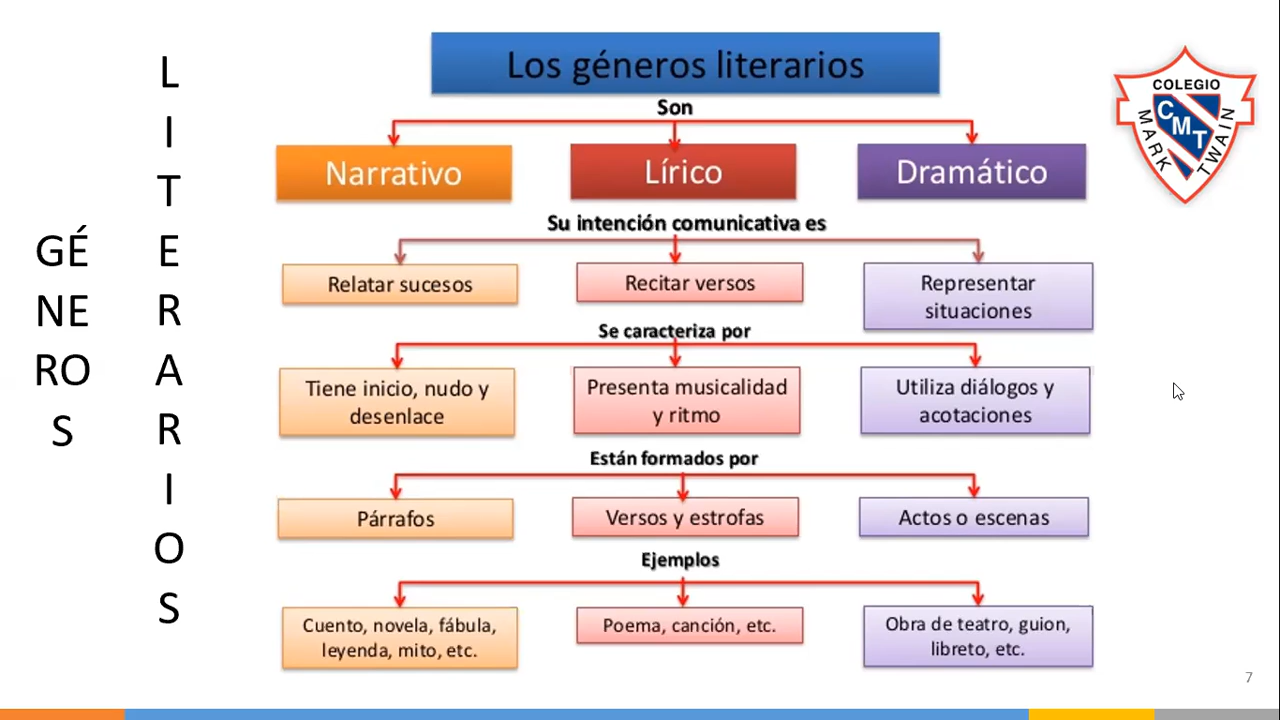 GÉ
NE
RO
S
L
I
T
E
R
A
R
I
O
S
Los géneros literarios
Son
Narrativo
Lírico
Dramático
Su intención comunicativa es
Relatar sucesos
Recitar versos
Representar
situaciones
Se caracteriza por
Tiene inicio, nudo y
desenlace
Presenta musicalidad
y ritmo
Utiliza diálogos y
acotaciones
Están formados por
Párrafos
Versos y estrofas
Actos o escenas
Ejemplos
Cuento, novela, fábula,
leyenda, mito, etc.
Poema, canción, etc.
Obra de teatro, guion,
libreto, etc.
COLEGIO
CMT
MARK
TWAIN
7